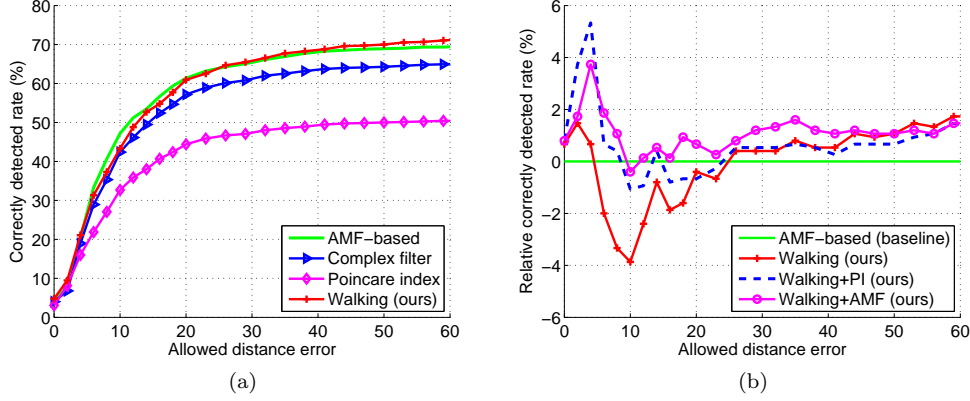 80
70
60
50
40
30
20
10
0
Correctly detected rate (%)
0 10 20 30 40 50 60
Allowed distance error
AMF−based
Complex filter
Poincare index
Walking (ours)
(a)
6
4
2
0
−2
−4
−6
Relative correctly detected rate (%)
0 10 20 30 40 50 60
Allowed distance error
AMF−based (baseline)
Walking (ours)
Walking+PI (ours)
Walking+AMF (ours)
(b)